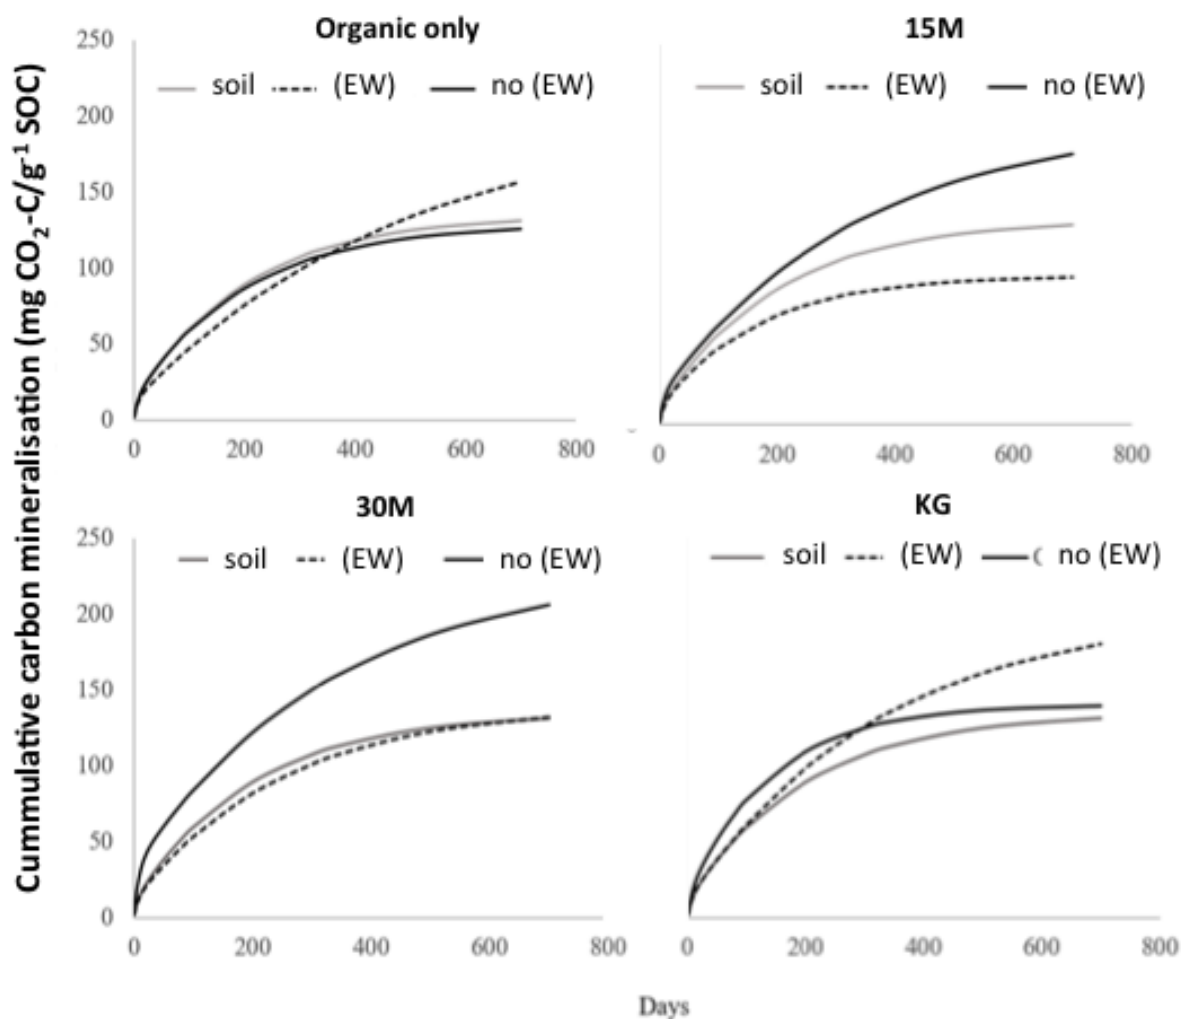 Cummulative carbon mineralisation (mg CO₂-C/g⁻¹ SOC)
Organic only
soil (EW) no (EW)
250
200
150
100
50
0
0 200 400 600 800
15M
soil (EW) no (EW)
0 200 400 600 800
30M
soil (EW) no (EW)
250
200
150
100
50
0
0 200 400 600 800
KG
soil (EW) no (EW)
0 200 400 600 800
Days